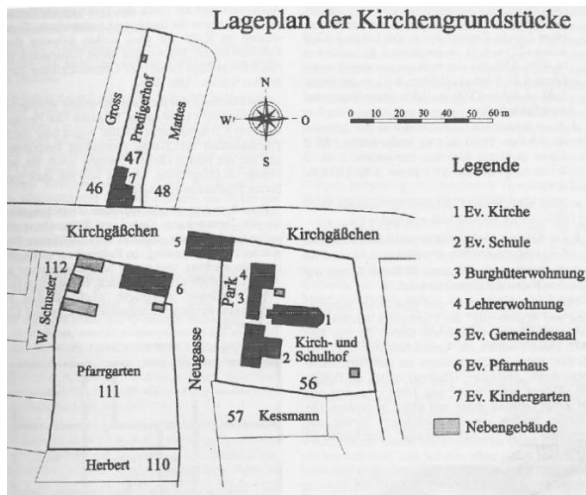 Lageplan der Kirchengrundstücke
Gross
Predigerhof
Mattes
47
46
7
48
N
W
O
S
0 10 20 30 40 50 60 m
Legende
1 Ev. Kirche
2 Ev. Schule
3 Burghüterwohnung
4 Lehrerwohnung
5 Ev. Gemeindesaal
6 Ev. Pfarrhaus
7 Ev. Kindergarten
Nebengebäude
Kirchgäßchen
5
Kirchgäßchen
112
W Schuster
6
Park
4
3
1
Kirch- und
Schulhof
2
56
Neugasse
Pfarrgarten
111
57
Kessmann
Herbert 110